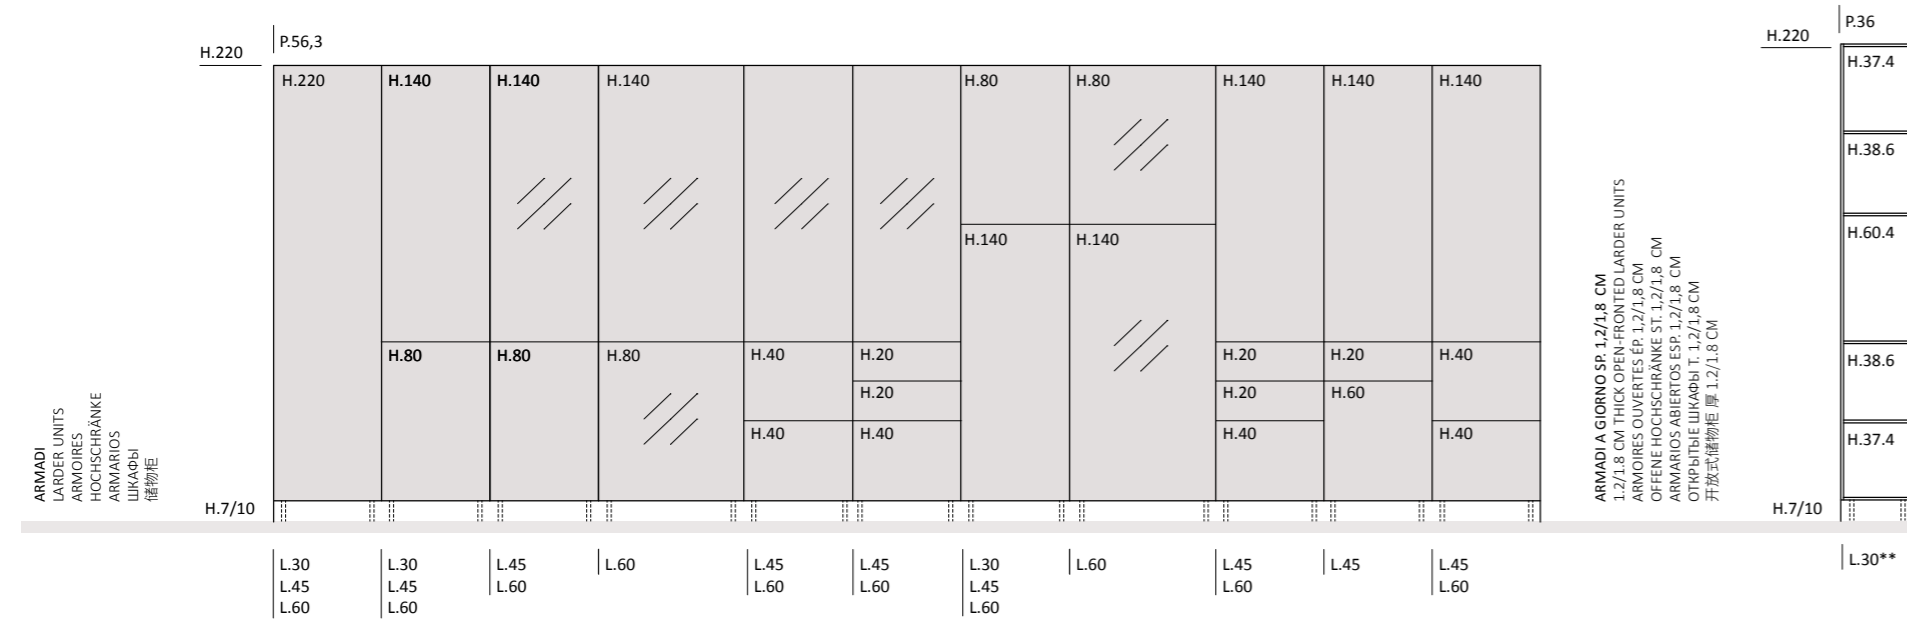 ARMADI
LARDER UNITS
ARMOIRES
HOCHSCHRÄNKE
ARMARIOS
ШКАФЫ
储物柜
H.220
P.56,3
H.220
H.140
H.140
H.140
H.80
H.80
H.140
H.140
H.140
H.140
H.140
H.80
H.80
H.80
H.40
H.20
H.20
H.20
H.40
H.20
H.20
H.60
H.40
H.40
H.40
H.40
H.7/10
L.30
L.45
L.60
L.30
L.45
L.60
L.45
L.60
L.60
L.45
L.60
L.45
L.60
L.30
L.45
L.60
L.60
L.45
L.60
L.45
L.45
L.60
ARMADI A GIORNO SP. 1,2/1,8 CM
1.2/1.8 CM THICK OPEN-FRONTED LARDER UNITS
ARMOIRES OUVERTES ÉP. 1,2/1,8 CM
OFFENE HOCHSCHRÄNKE ST. 1,2/1,8 CM
ARMARIOS ABIERTOS ESP. 1,2/1,8 CM
ОТКРЫТЫЕ ШКАФЫ Т. 1,2/1,8 СМ
开放式储物柜 厚 1.2/1.8 CM
H.220
P.36
H.37.4
H.38.6
H.60.4
H.38.6
H.37.4
H.7/10
L.30**